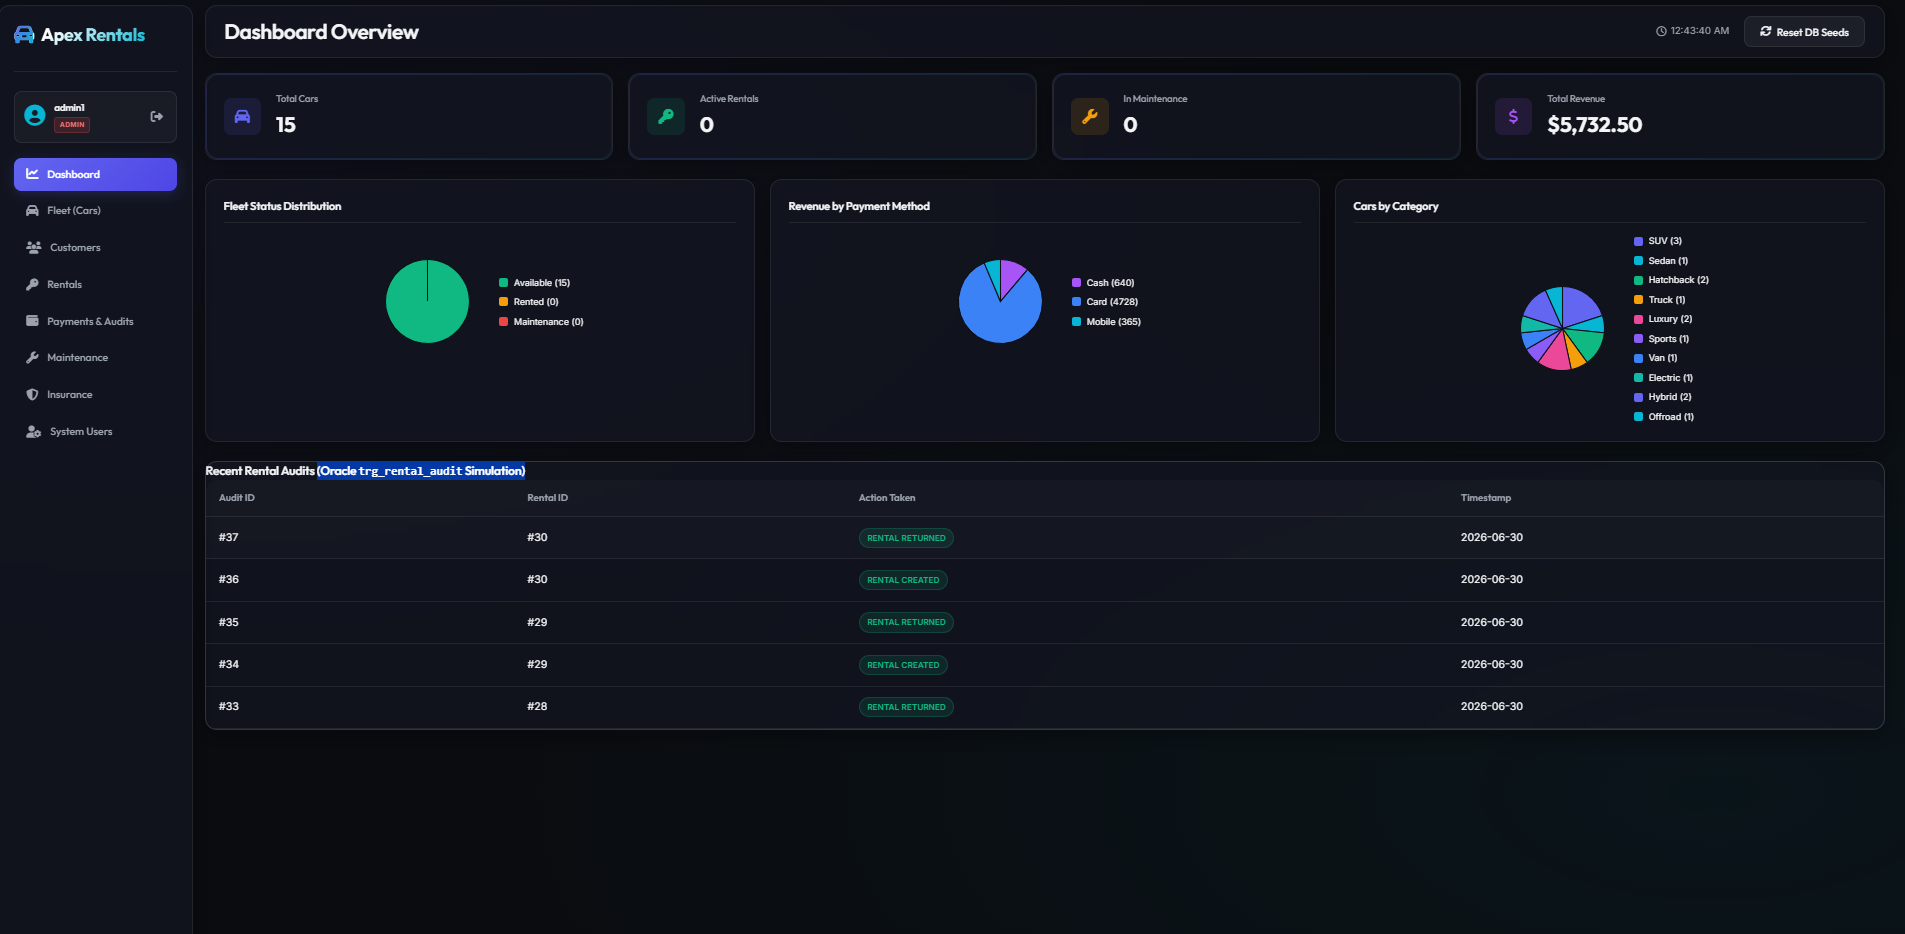 Apex Rentals
admin1
ADMIN
Dashboard
Fleet (Cars)
Customers
Rentals
Payments & Audits
Maintenance
Insurance
System Users
Dashboard Overview
12:43:40 AM
Reset DB Seeds
Total Cars
15
Active Rentals
0
In Maintenance
0
Total Revenue
$5,732.50
Fleet Status Distribution
Available (15)
Rented (0)
Maintenance (0)
Revenue by Payment Method
Cash (640)
Card (4728)
Mobile (365)
Cars by Category
SUV (3)
Sedan (1)
Hatchback (2)
Truck (1)
Luxury (2)
Sports (1)
Van (1)
Electric (1)
Hybrid (2)
Offroad (1)
Recent Rental Audits (Oracle trg_rental_audit Simulation)
Audit ID Rental ID Action Taken Timestamp
#37 #30 RENTAL RETURNED 2026-06-30
#36 #30 RENTAL CREATED 2026-06-30
#35 #29 RENTAL RETURNED 2026-06-30
#34 #29 RENTAL CREATED 2026-06-30
#33 #28 RENTAL RETURNED 2026-06-30